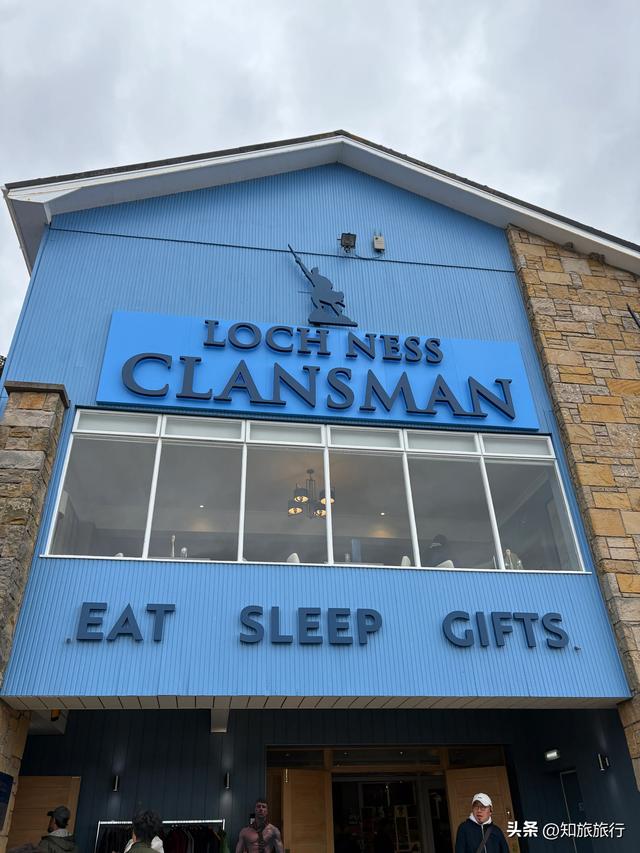 LOCH NESS
CLANSMAN
EAT SLEEP GIFTS
头条 @知旅旅行